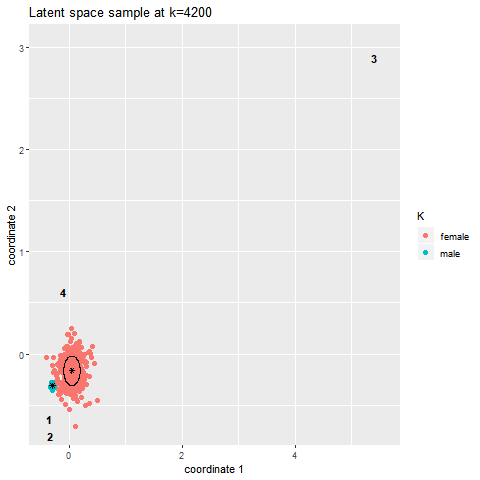 Latent space sample at k=4200
3
3
2
1
4
0
1
2
0
2
4
coordinate 1
coordinate 2
K
female
male